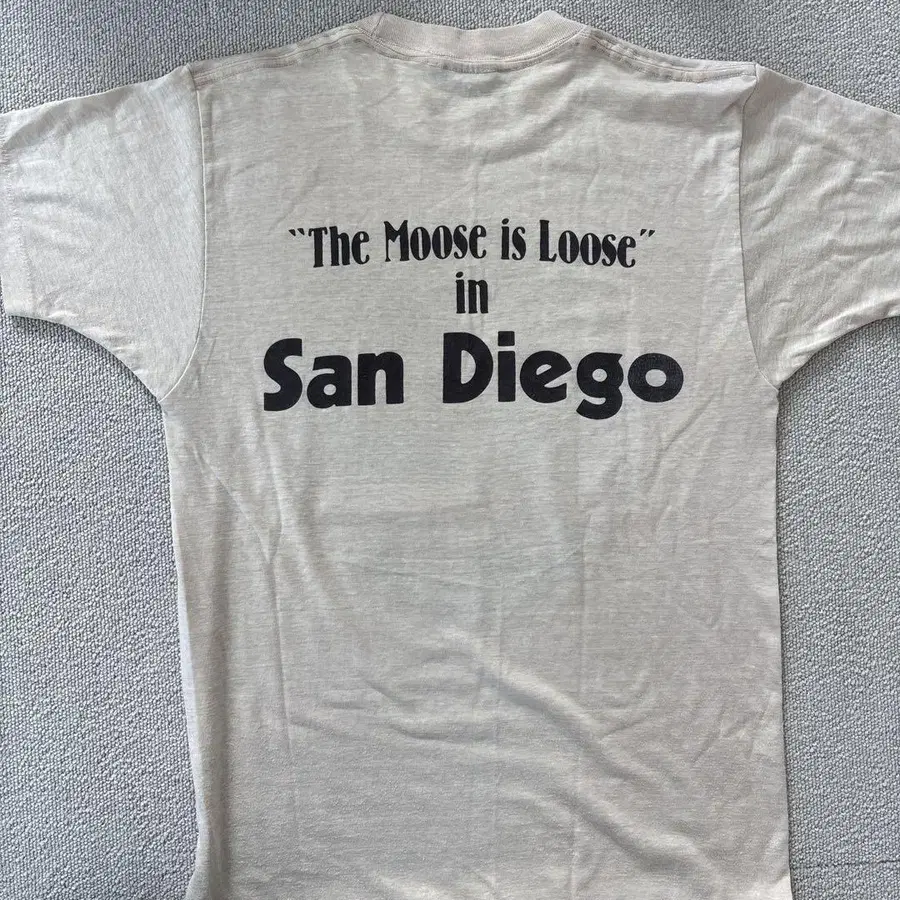 "The Moose is Loose"
in
San Diego